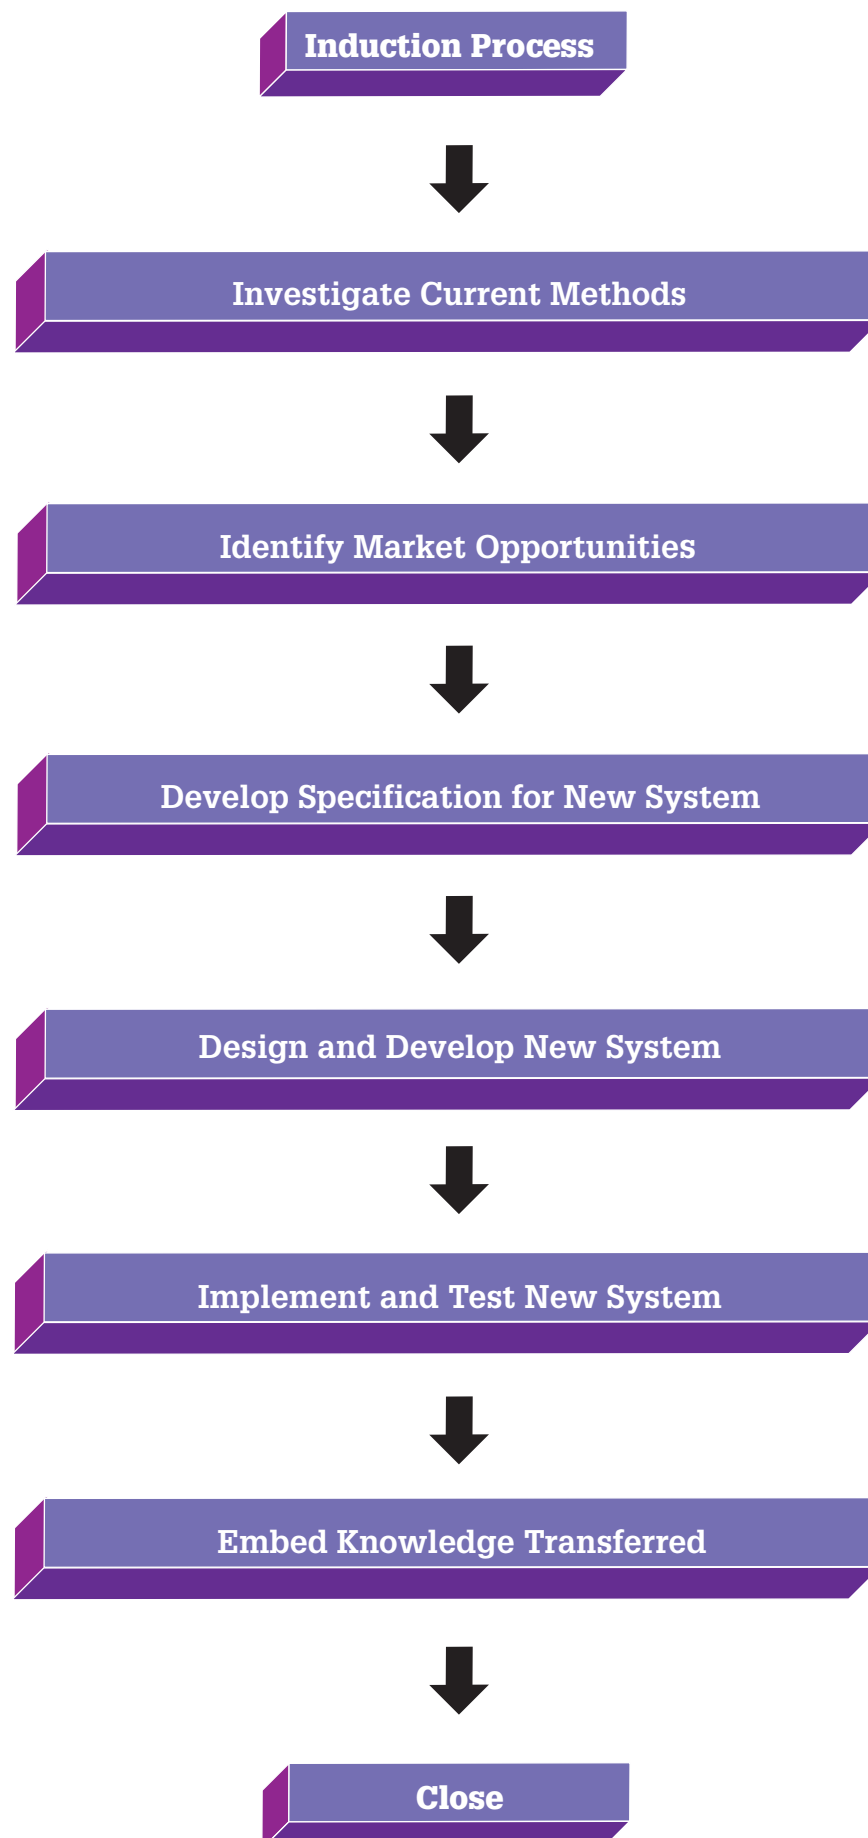 Induction Process
Investigate Current Methods
Identify Market Opportunities
Develop Specification for New System
Design and Develop New System
Implement and Test New System
Embed Knowledge Transferred
Close